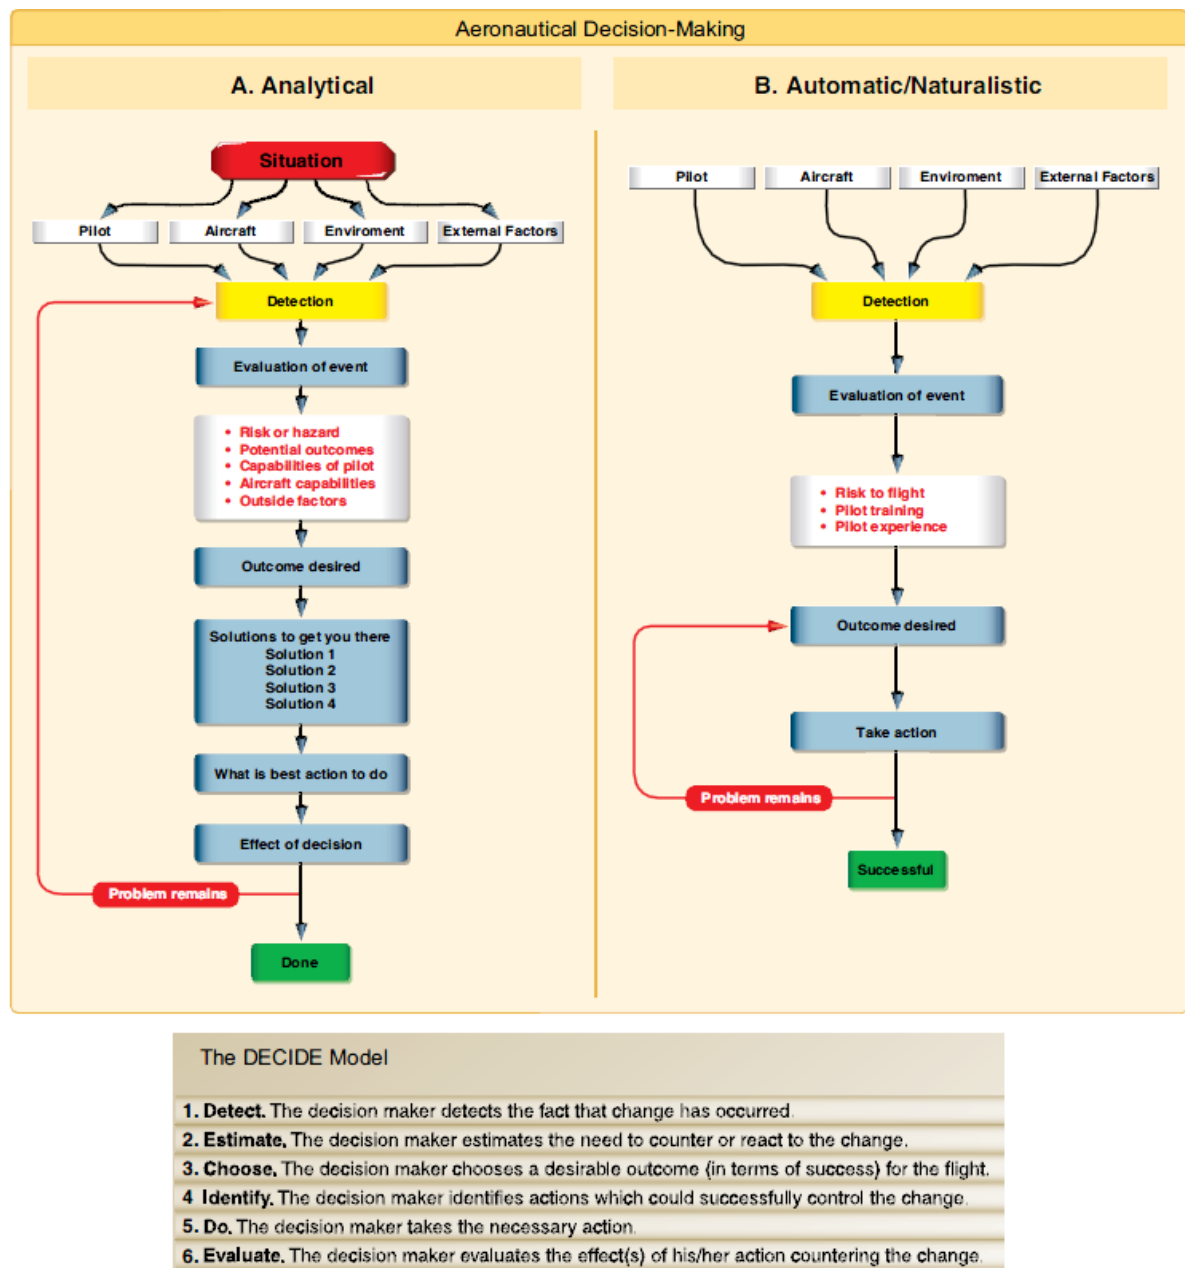 Aeronautical Decision-Making
A. Analytical
Situation
Pilot
Aircraft
Enviroment
External Factors
Detection
Evaluation of event
• Risk or hazard
• Potential outcomes
• Capabilities of pilot
• Aircraft capabilities
• Outside factors
Outcome desired
Solutions to get you there
Solution 1
Solution 2
Solution 3
Solution 4
What is best action to do
Effect of decision
Problem remains
Done
B. Automatic/Naturalistic
Pilot
Aircraft
Enviroment
External Factors
Detection
Evaluation of event
• Risk to flight
• Pilot training
• Pilot experience
Outcome desired
Take action
Problem remains
Successful
The DECIDE Model
1. Detect. The decision maker detects the fact that change has occurred.
2. Estimate. The decision maker estimates the need to counter or react to the change.
3. Choose. The decision maker chooses a desirable outcome (in terms of success) for the flight.
4 Identify. The decision maker identifies actions which could successfully control the change.
5. Do. The decision maker takes the necessary action.
6. Evaluate. The decision maker evaluates the effect(s) of his/her action countering the change.